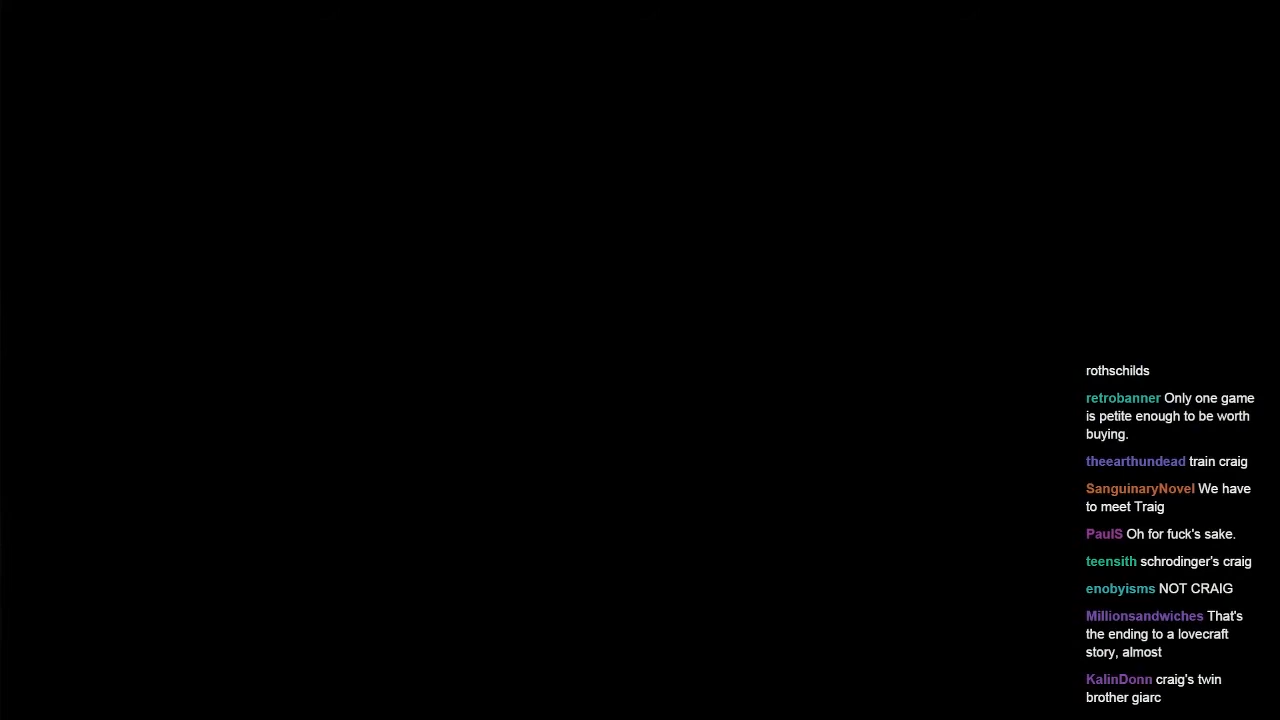 rothschilds
retrobanner Only one game
is petite enough to be worth
buying.
theearthundead train craig
SanguinaryNovel We have
to meet Traig
PaulS Oh for fuck's sake.
teensith schrodinger's craig
enobyisms NOT CRAIG
Millionsandwiches That's
the ending to a lovecraft
story, almost
KalinDonn craig's twin
brother giarc